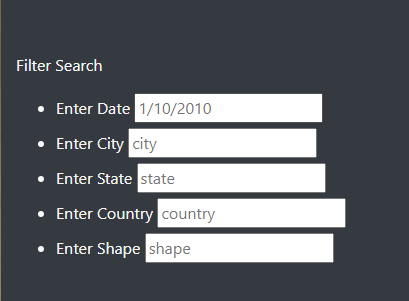 Filter Search
Enter Date 1/10/2010
Enter City city
Enter State state
Enter Country country
Enter Shape shape